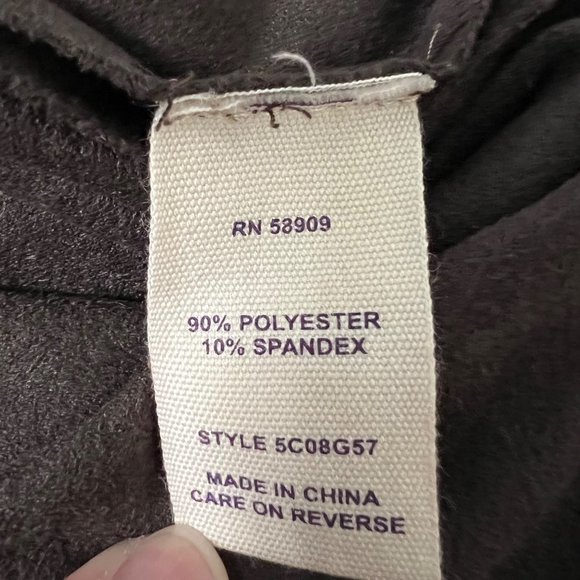 RN 58909
90% POLYESTER
10% SPANDEX
STYLE 5C08G57
MADE IN CHINA
CARE ON REVERSE